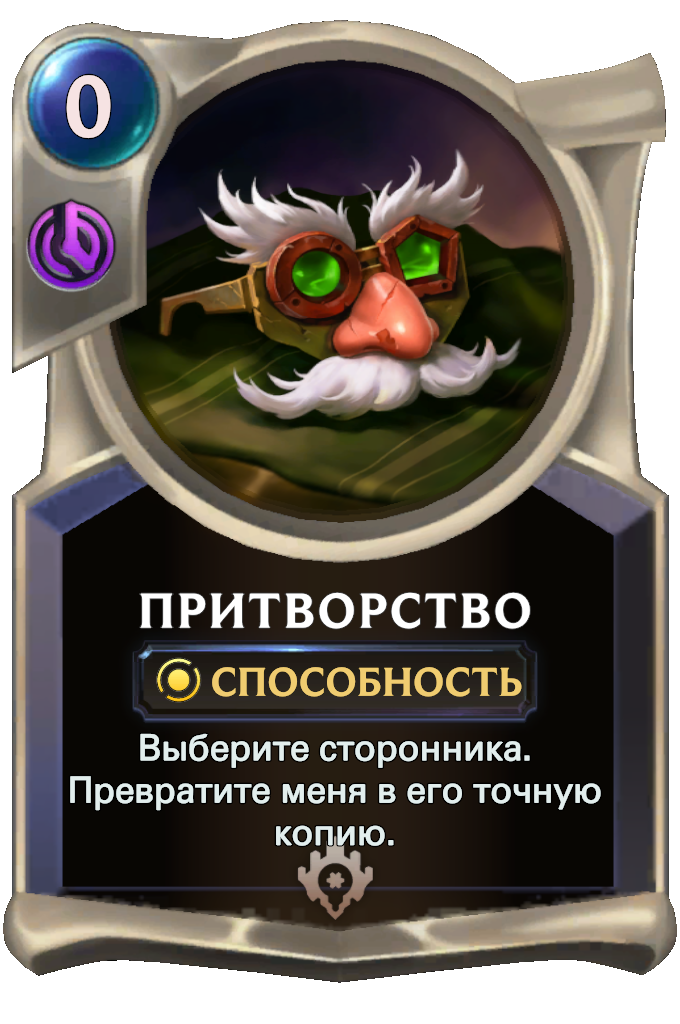 0
ПРИТВОРСТВО
СПОСОБНОСТЬ
Выберите сторонника.
Превратите меня в его точную
копию.